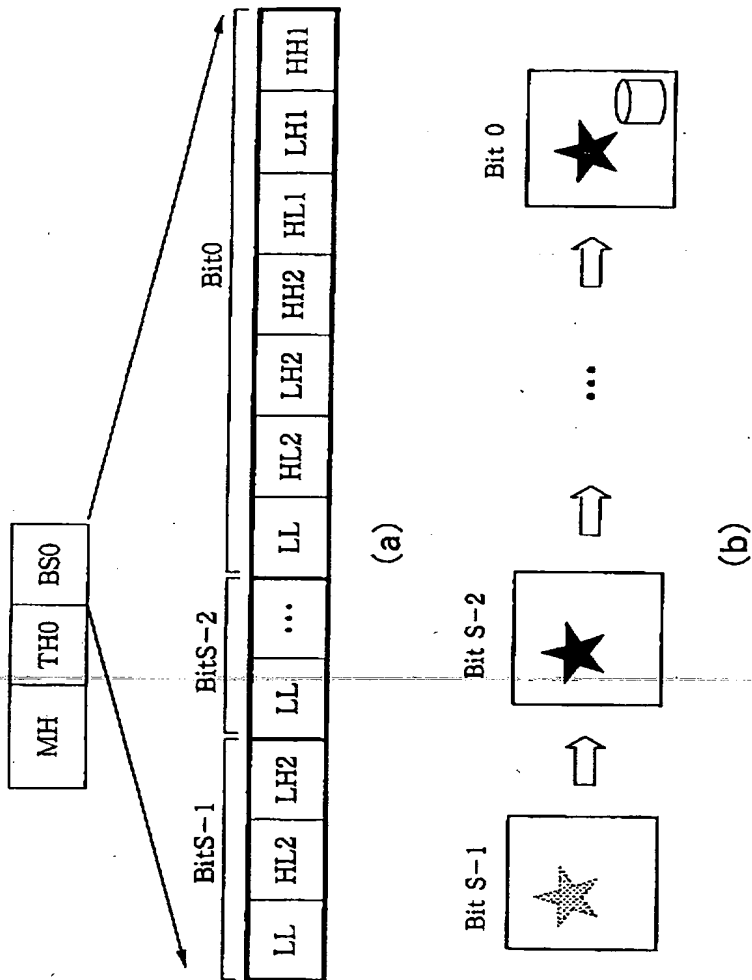 MH TH0 BS0
BitS-1 BitS-2 Bit0
LL HL2 LH2 LL ... LL HL2 LH2 HH2 HL1 LH1 HH1
(a)
Bit S-1 Bit S-2 ... Bit 0
(b)